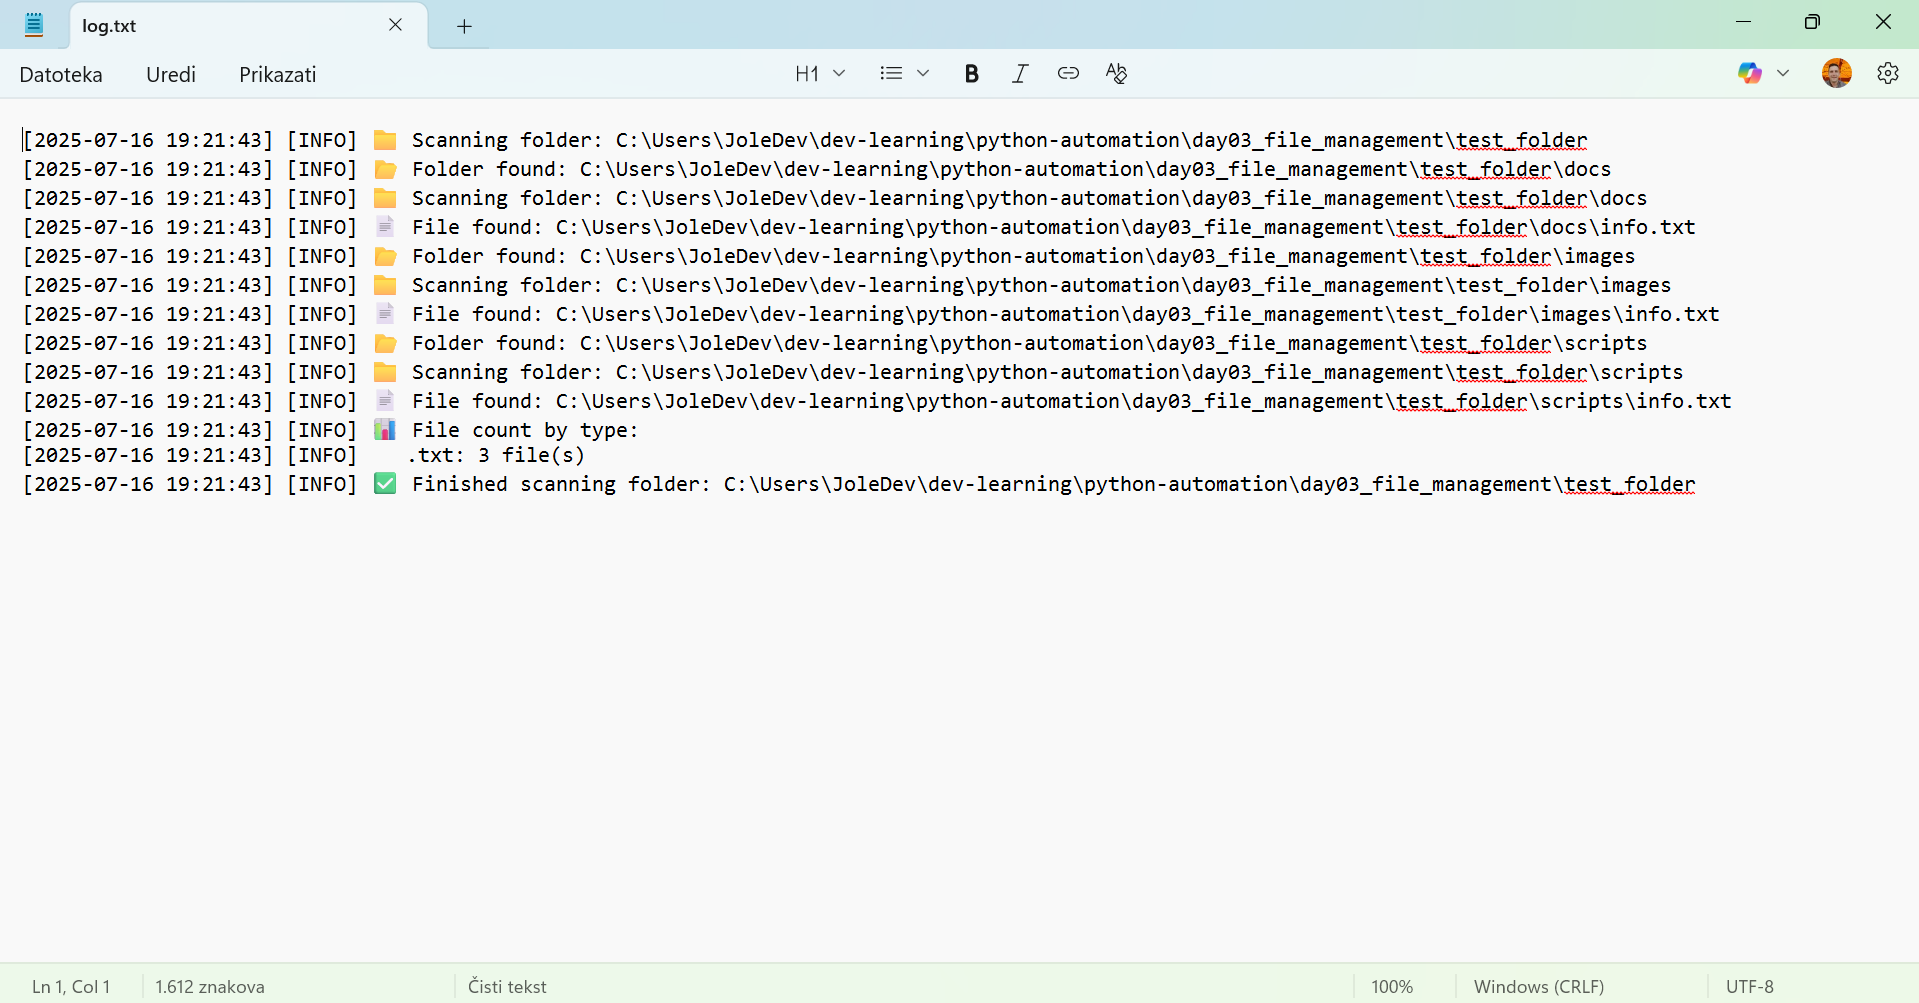 log.txt
Datoteka Uredi Prikazati H1 B I
[2025-07-16 19:21:43] [INFO] 📁 Scanning folder: C:\Users\JoleDev\dev-learning\python-automation\day03_file_management\test_folder
[2025-07-16 19:21:43] [INFO] 📂 Folder found: C:\Users\JoleDev\dev-learning\python-automation\day03_file_management\test_folder\docs
[2025-07-16 19:21:43] [INFO] 📁 Scanning folder: C:\Users\JoleDev\dev-learning\python-automation\day03_file_management\test_folder\docs
[2025-07-16 19:21:43] [INFO] 📄 File found: C:\Users\JoleDev\dev-learning\python-automation\day03_file_management\test_folder\docs\info.txt
[2025-07-16 19:21:43] [INFO] 📂 Folder found: C:\Users\JoleDev\dev-learning\python-automation\day03_file_management\test_folder\images
[2025-07-16 19:21:43] [INFO] 📁 Scanning folder: C:\Users\JoleDev\dev-learning\python-automation\day03_file_management\test_folder\images
[2025-07-16 19:21:43] [INFO] 📄 File found: C:\Users\JoleDev\dev-learning\python-automation\day03_file_management\test_folder\images\info.txt
[2025-07-16 19:21:43] [INFO] 📂 Folder found: C:\Users\JoleDev\dev-learning\python-automation\day03_file_management\test_folder\scripts
[2025-07-16 19:21:43] [INFO] 📁 Scanning folder: C:\Users\JoleDev\dev-learning\python-automation\day03_file_management\test_folder\scripts
[2025-07-16 19:21:43] [INFO] 📄 File found: C:\Users\JoleDev\dev-learning\python-automation\day03_file_management\test_folder\scripts\info.txt
[2025-07-16 19:21:43] [INFO] 📊 File count by type:
[2025-07-16 19:21:43] [INFO]    .txt: 3 file(s)
[2025-07-16 19:21:43] [INFO] ✅ Finished scanning folder: C:\Users\JoleDev\dev-learning\python-automation\day03_file_management\test_folder
Ln 1, Col 1 1.612 znakova Čisti tekst 100% Windows (CRLF) UTF-8